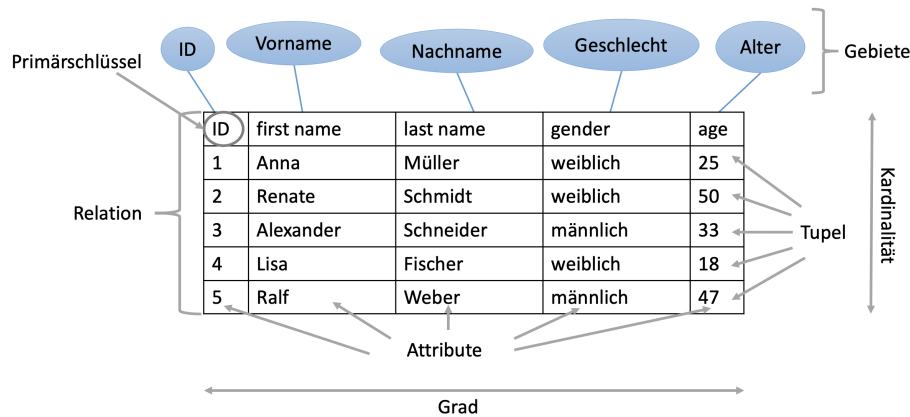 ID Vorname Nachname Geschlecht Alter Gebiete
Primärschlüssel
ID first name last name gender age
1 Anna Müller weiblich 25
2 Renate Schmidt weiblich 50
3 Alexander Schneider männlich 33
4 Lisa Fischer weiblich 18
5 Ralf Weber männlich 47
Relation
Tupel
Kardinalität
Attribute
Grad